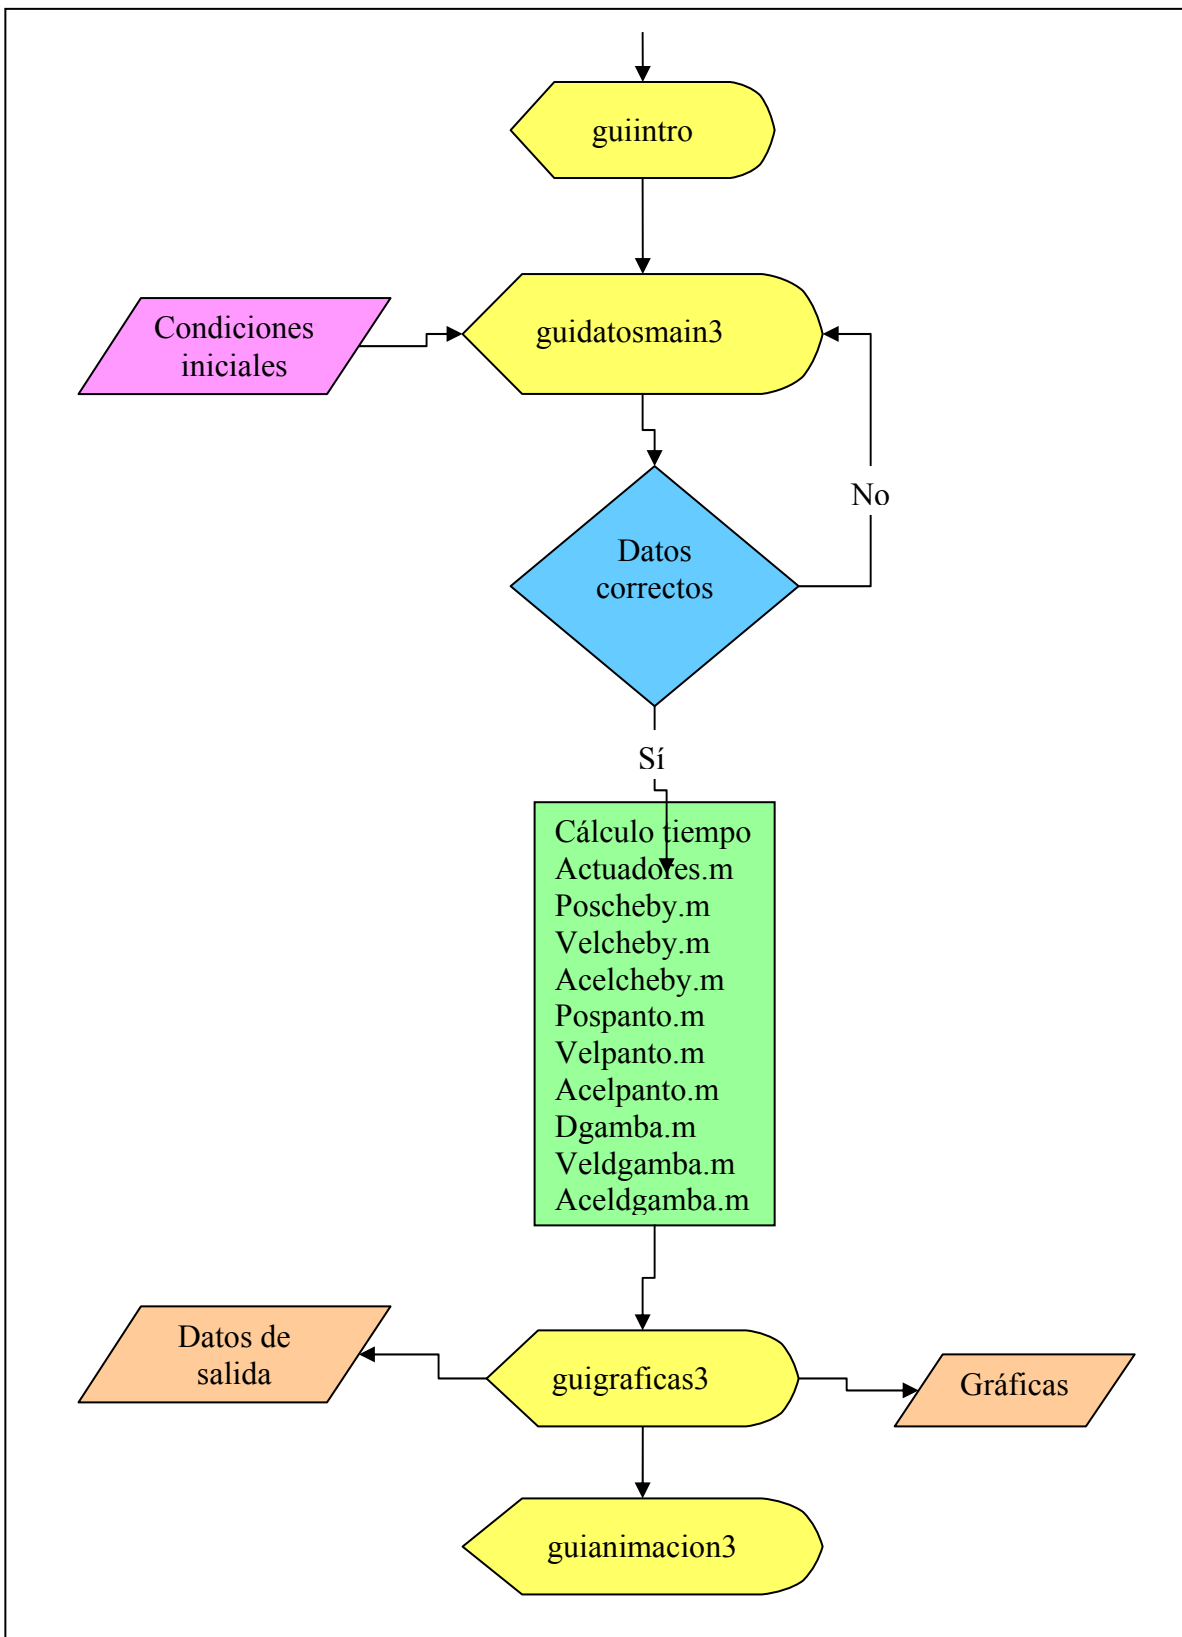 guiintro
Condiciones
iniciales
guidatosmain3
No
Datos
correctos
Sí
Cálculo tiempo
Actuadores.m
Poscheby.m
Velcheby.m
Acelcheby.m
Pospanto.m
Velpanto.m
Acelpanto.m
Dgamba.m
Veldgamba.m
Aceldgamba.m
Datos de
salida
guigraficas3
Gráficas
guianimacion3